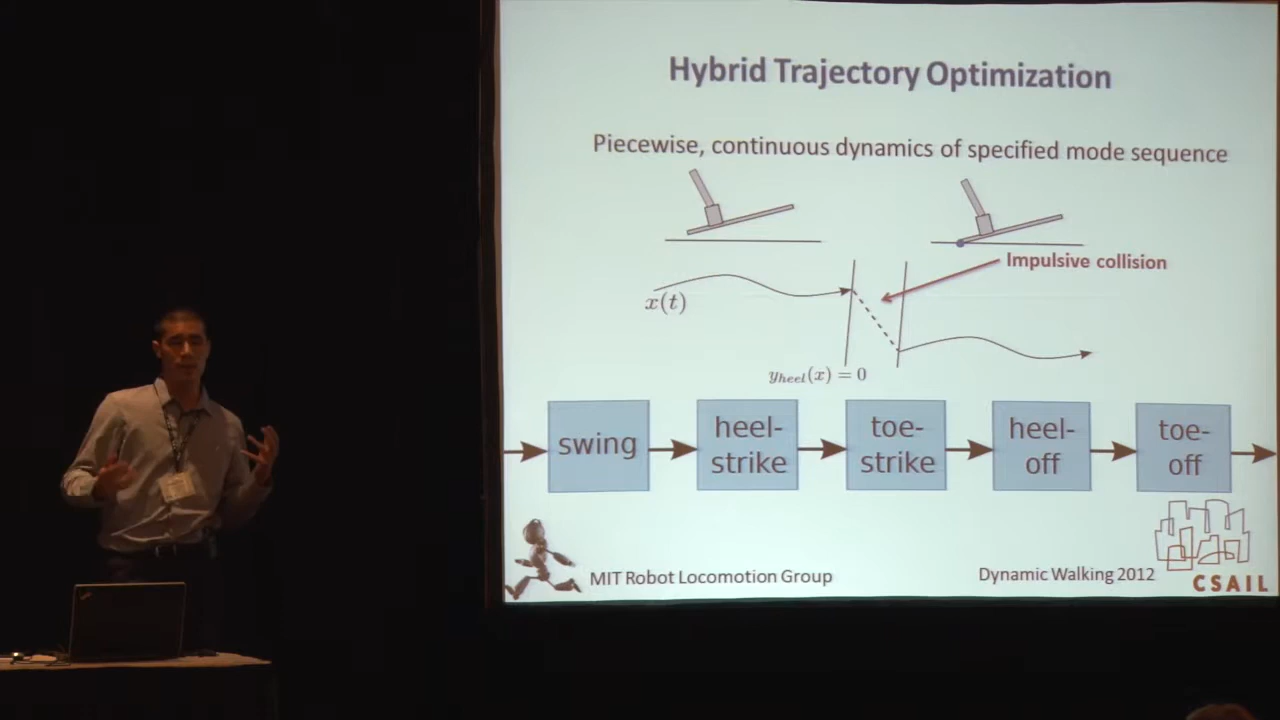 Hybrid Trajectory Optimization
Piecewise, continuous dynamics of specified mode sequence
Impulsive collision
x(t)
y_heel(x) = 0
swing
heel-
strike
toe-
strike
heel-
off
toe-
off
MIT Robot Locomotion Group
Dynamic Walking 2012
CSAIL